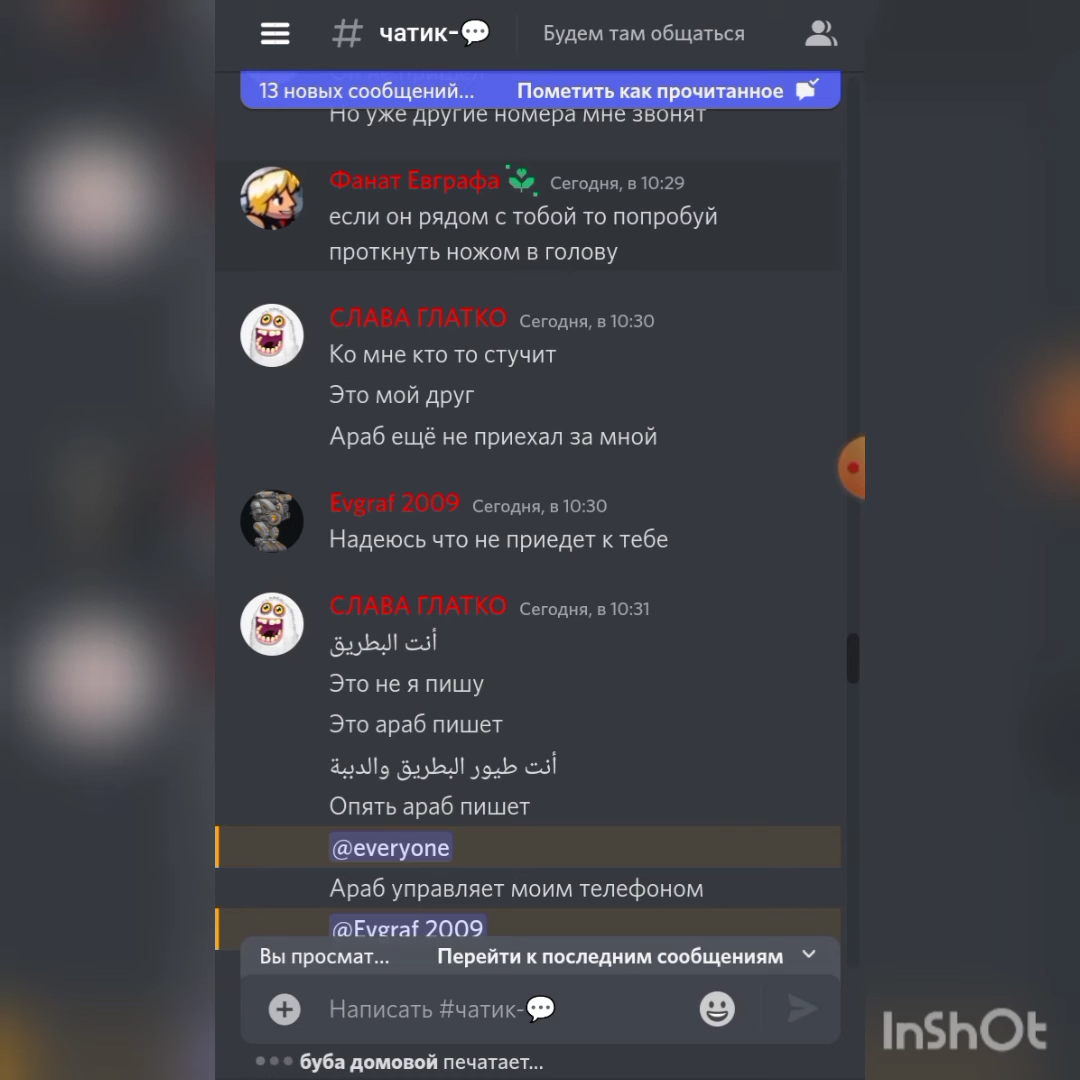 чатик-💬
Будем там общаться
13 новых сообщений...
Пометить как прочитанное
Но уже другие номера мне звонят
Фанат Евграфа Сегодня, в 10:29
если он рядом с тобой то попробуй
проткнуть ножом в голову
СЛАВА ГЛАТКО Сегодня, в 10:30
Ко мне кто то стучит
Это мой друг
Араб ещё не приехал за мной
Evgraf 2009 Сегодня, в 10:30
Надеюсь что не приедет к тебе
СЛАВА ГЛАТКО Сегодня, в 10:31
أنت البطريق
Это не я пишу
Это араб пишет
أنت طيور البطريق والدببة
Опять араб пишет
@everyone
Араб управляет моим телефоном
@Evgraf 2009
Вы просмат...
Перейти к последним сообщениям
Написать #чатик-💬
буба домовой печатает...
InShOt